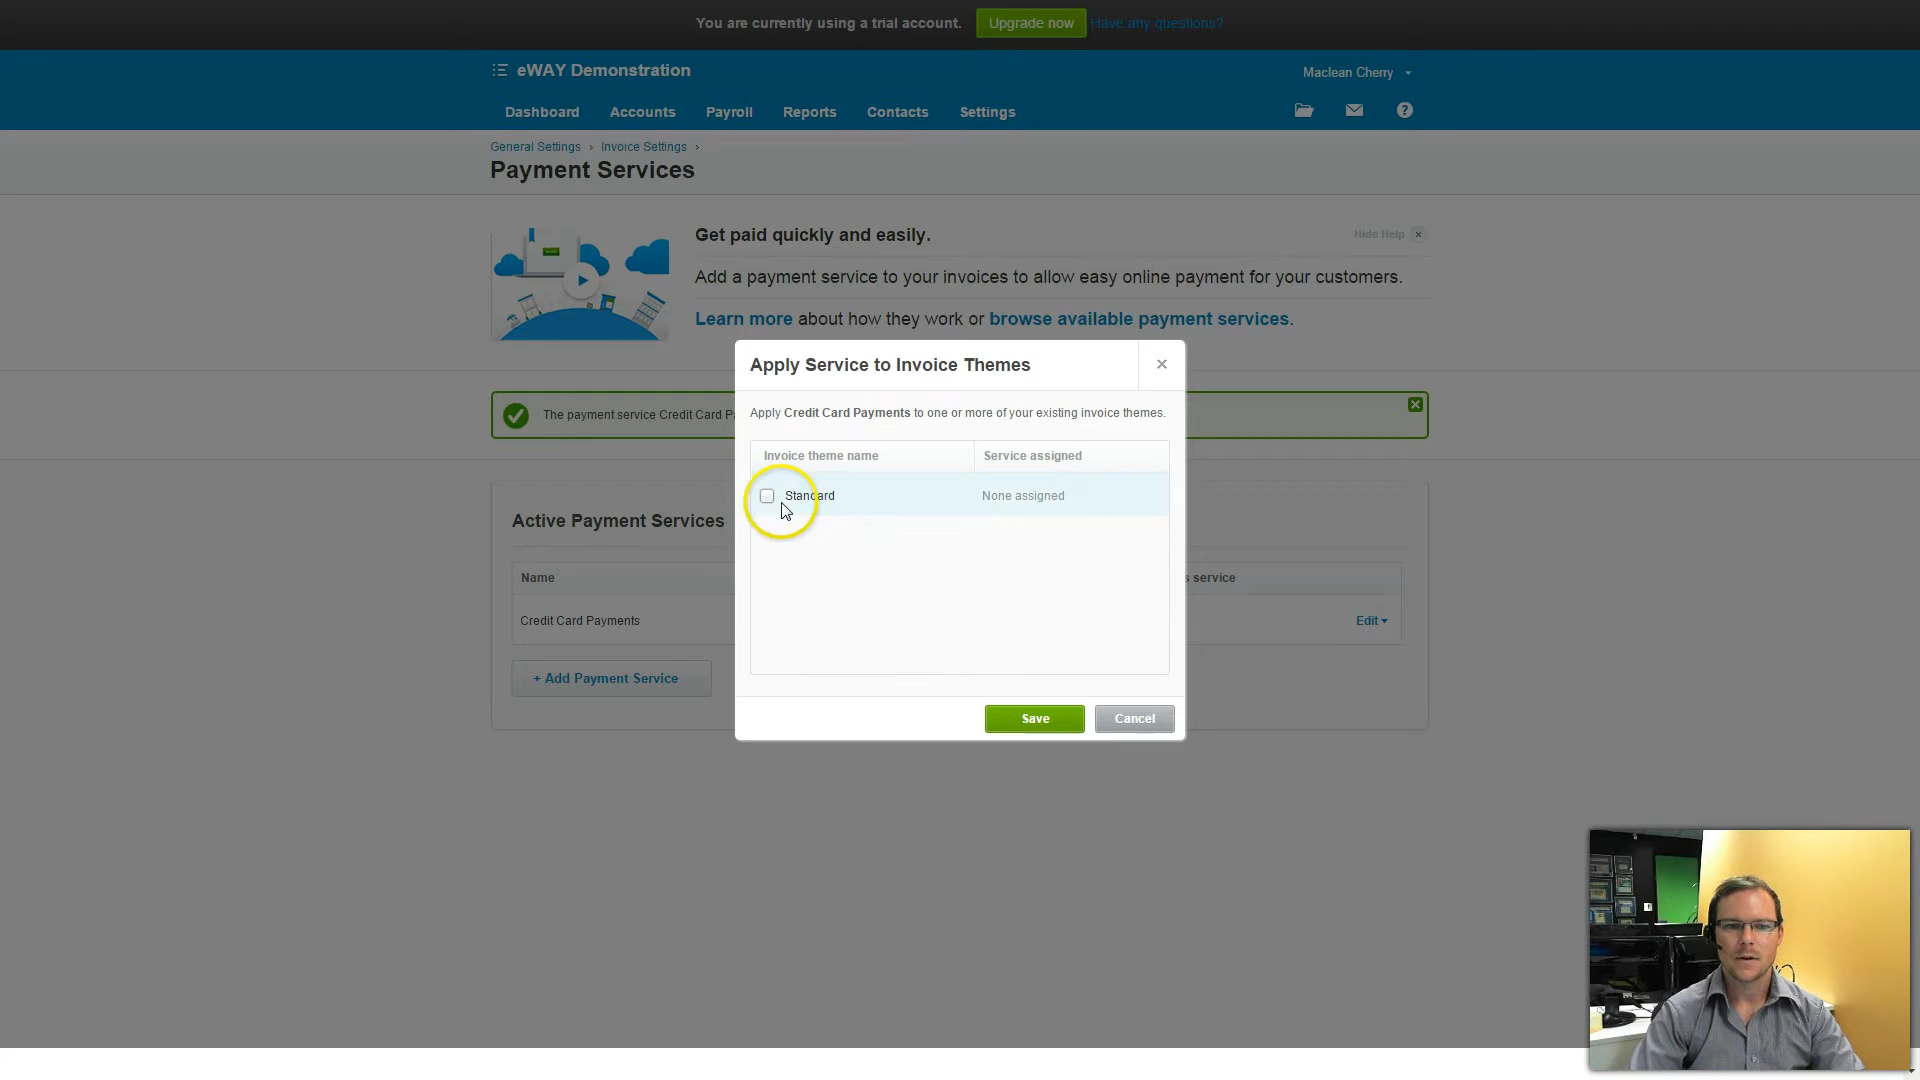 You are currently using a trial account. Upgrade now Have any questions?
eWAY Demonstration
Maclean Cherry
Dashboard Accounts Payroll Reports Contacts Settings
General Settings › Invoice Settings ›
Payment Services
Get paid quickly and easily.
Hide Help ×
Add a payment service to your invoices to allow easy online payment for your customers.
Learn more about how they work or browse available payment services.
Apply Service to Invoice Themes
Apply Credit Card Payments to one or more of your existing invoice themes.
The payment service Credit Card
Invoice theme name Service assigned
Standard None assigned
Active Payment Services
Name
service
Credit Card Payments
Edit
+ Add Payment Service
Save Cancel